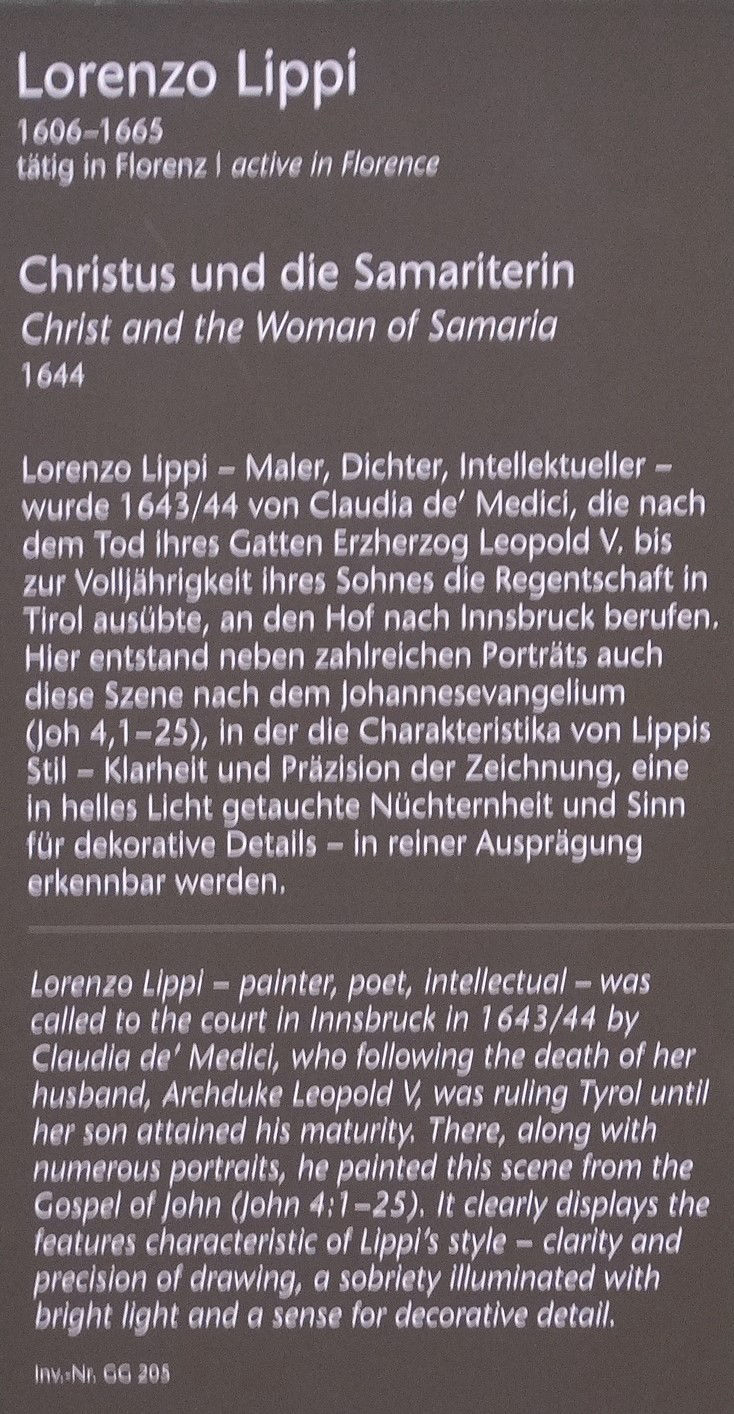 Lorenzo Lippi
1606–1665
tätig in Florenz | active in Florence
Christus und die Samariterin
Christ and the Woman of Samaria
1644
Lorenzo Lippi – Maler, Dichter, Intellektueller –
wurde 1643/44 von Claudia de’ Medici, die nach
dem Tod ihres Gatten Erzherzog Leopold V. bis
zur Volljährigkeit ihres Sohnes die Regentschaft in
Tirol ausübte, an den Hof nach Innsbruck berufen.
Hier entstand neben zahlreichen Porträts auch
diese Szene nach dem Johannesevangelium
(Joh 4,1–25), in der die Charakteristika von Lippis
Stil – Klarheit und Präzision der Zeichnung, eine
in helles Licht getauchte Nüchternheit und Sinn
für dekorative Details – in reiner Ausprägung
erkennbar werden.
Lorenzo Lippi – painter, poet, intellectual – was
called to the court in Innsbruck in 1643/44 by
Claudia de’ Medici, who following the death of her
husband, Archduke Leopold V, was ruling Tyrol until
her son attained his maturity. There, along with
numerous portraits, he painted this scene from the
Gospel of John (John 4:1–25). It clearly displays the
features characteristic of Lippi’s style – clarity and
precision of drawing, a sobriety illuminated with
bright light and a sense for decorative detail.
Inv.-Nr. GG 205